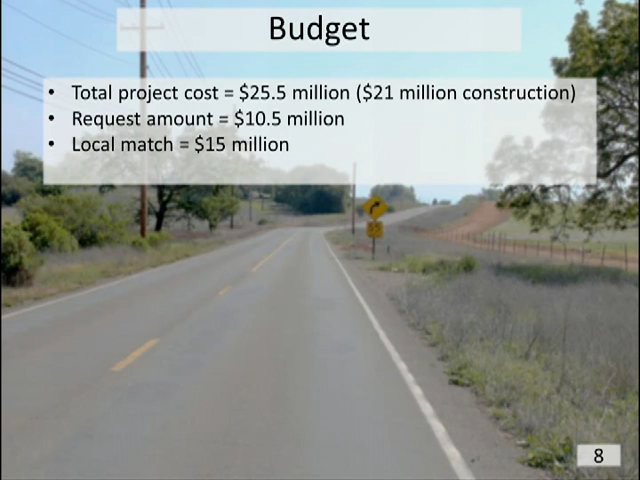 Budget
• Total project cost = $25.5 million ($21 million construction)
• Request amount = $10.5 million
• Local match = $15 million
8